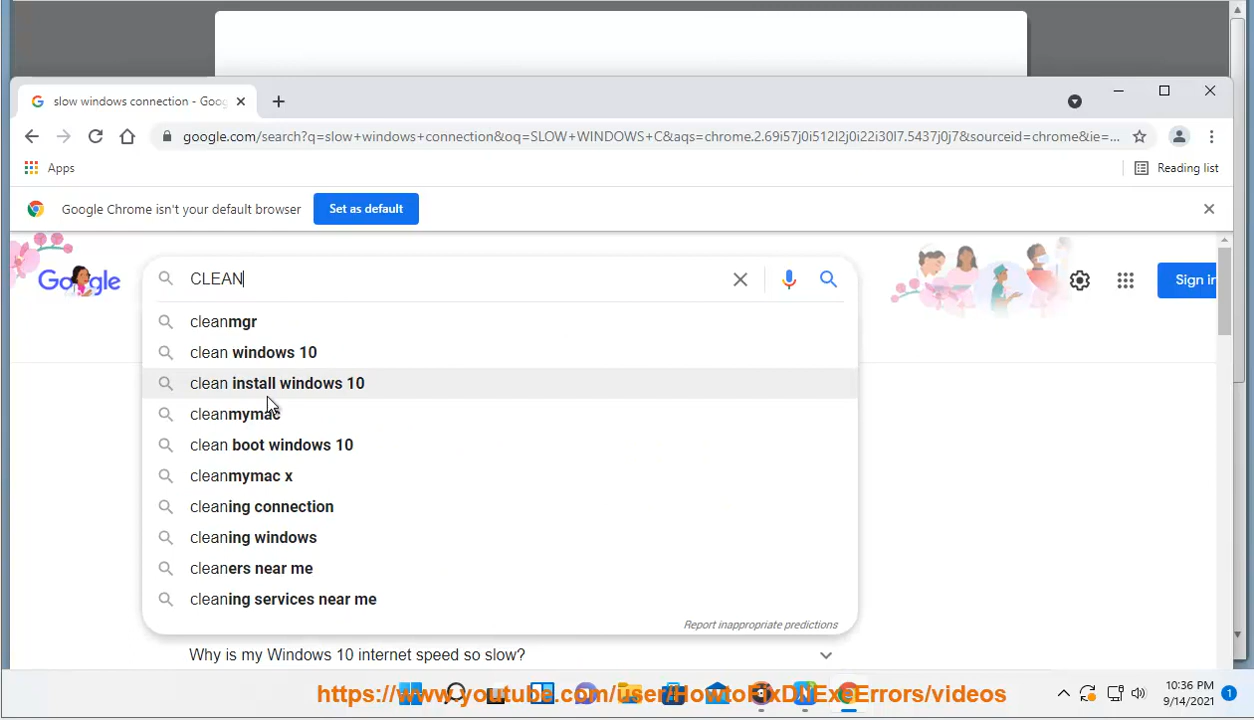 slow windows connection - Goog
google.com/search?q=slow+windows+connection&oq=SLOW+WINDOWS+C&aqs=chrome.2.69i57j0i512l2j0i22i30l7.5437j0j7&sourceid=chrome&ie=...
Apps
Reading list
Google Chrome isn't your default browser
Set as default
Google
CLEAN
Sign in
cleanmgr
clean windows 10
clean install windows 10
cleanmymac
clean boot windows 10
cleanmymac x
cleaning connection
cleaning windows
cleaners near me
cleaning services near me
Report inappropriate predictions
Why is my Windows 10 internet speed so slow?
https://www.youtube.com/user/HowtoFixDllExeErrors/videos
10:36 PM
9/14/2021
1